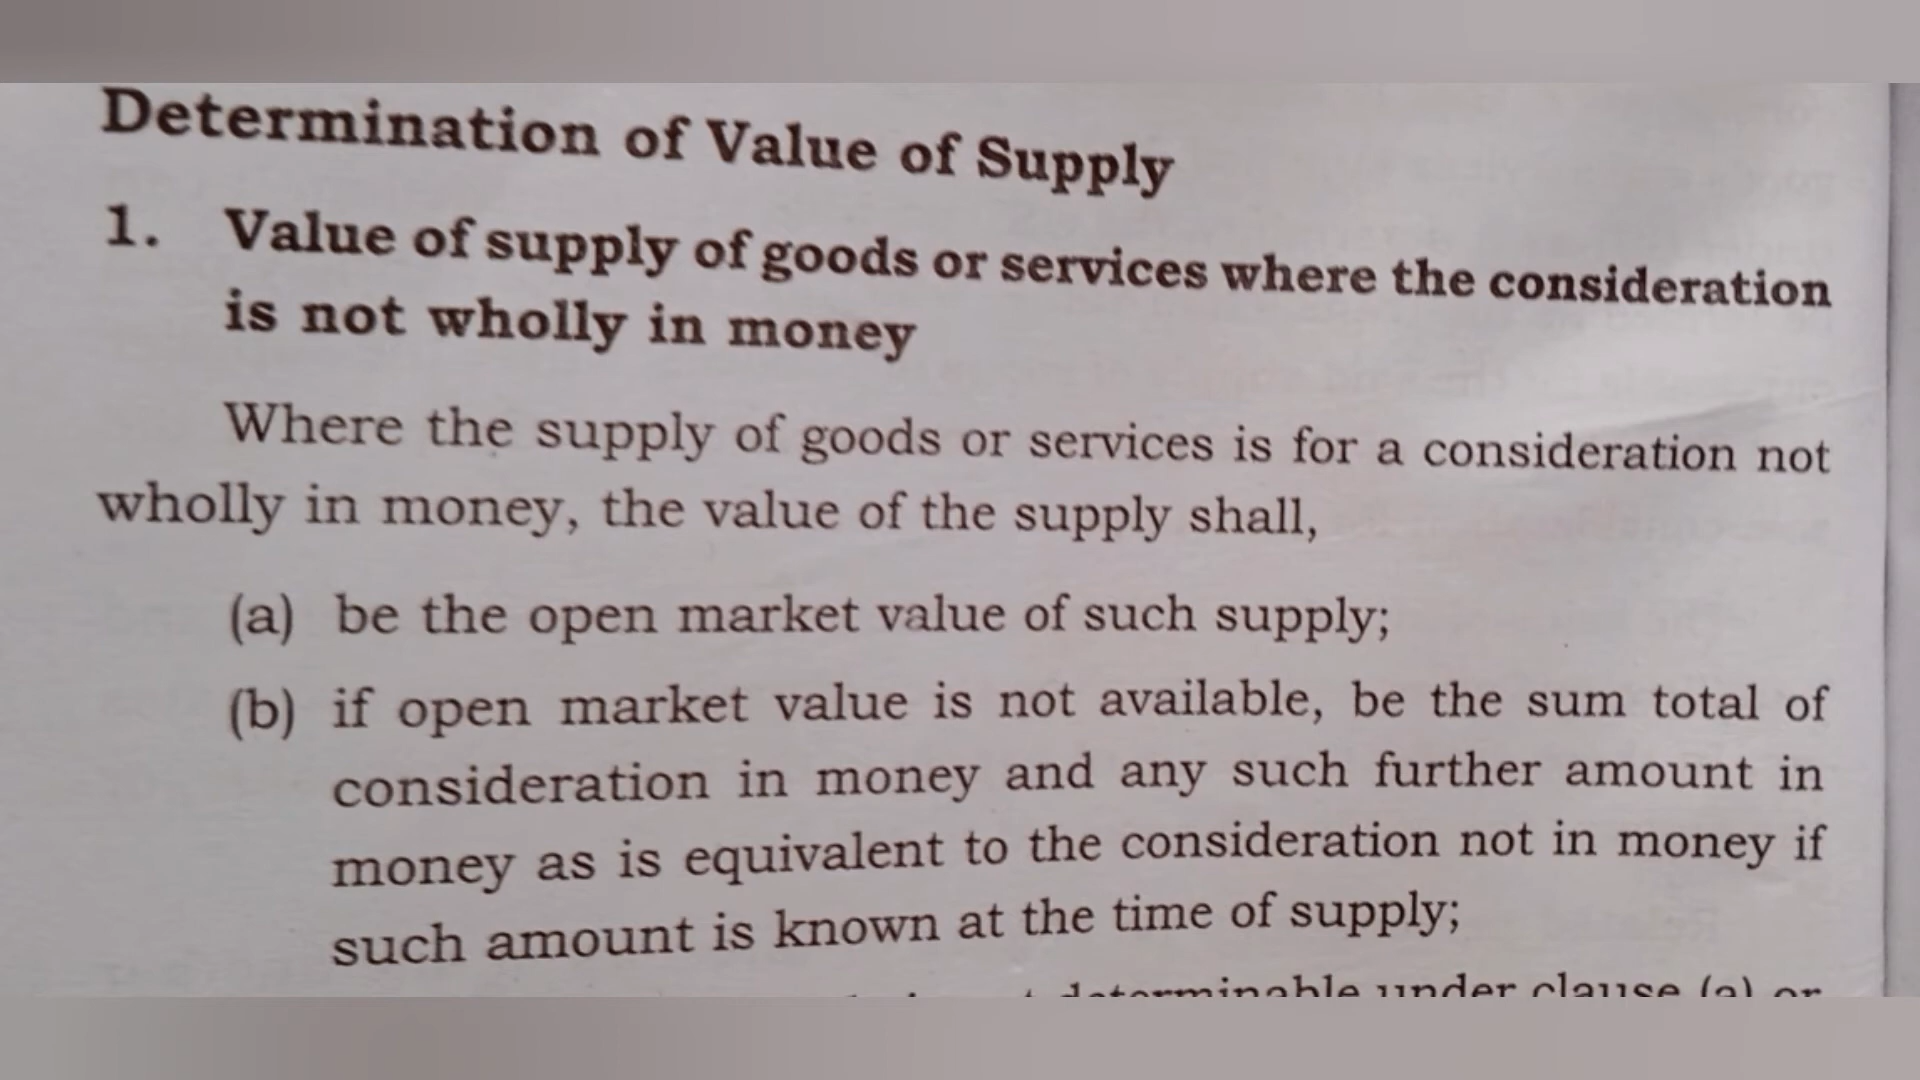 Determination of Value of Supply
1. Value of supply of goods or services where the consideration
is not wholly in money
Where the supply of goods or services is for a consideration not
wholly in money, the value of the supply shall,
(a) be the open market value of such supply;
(b) if open market value is not available, be the sum total of
consideration in money and any such further amount in
money as is equivalent to the consideration not in money if
such amount is known at the time of supply;
determinable under clause (a) or